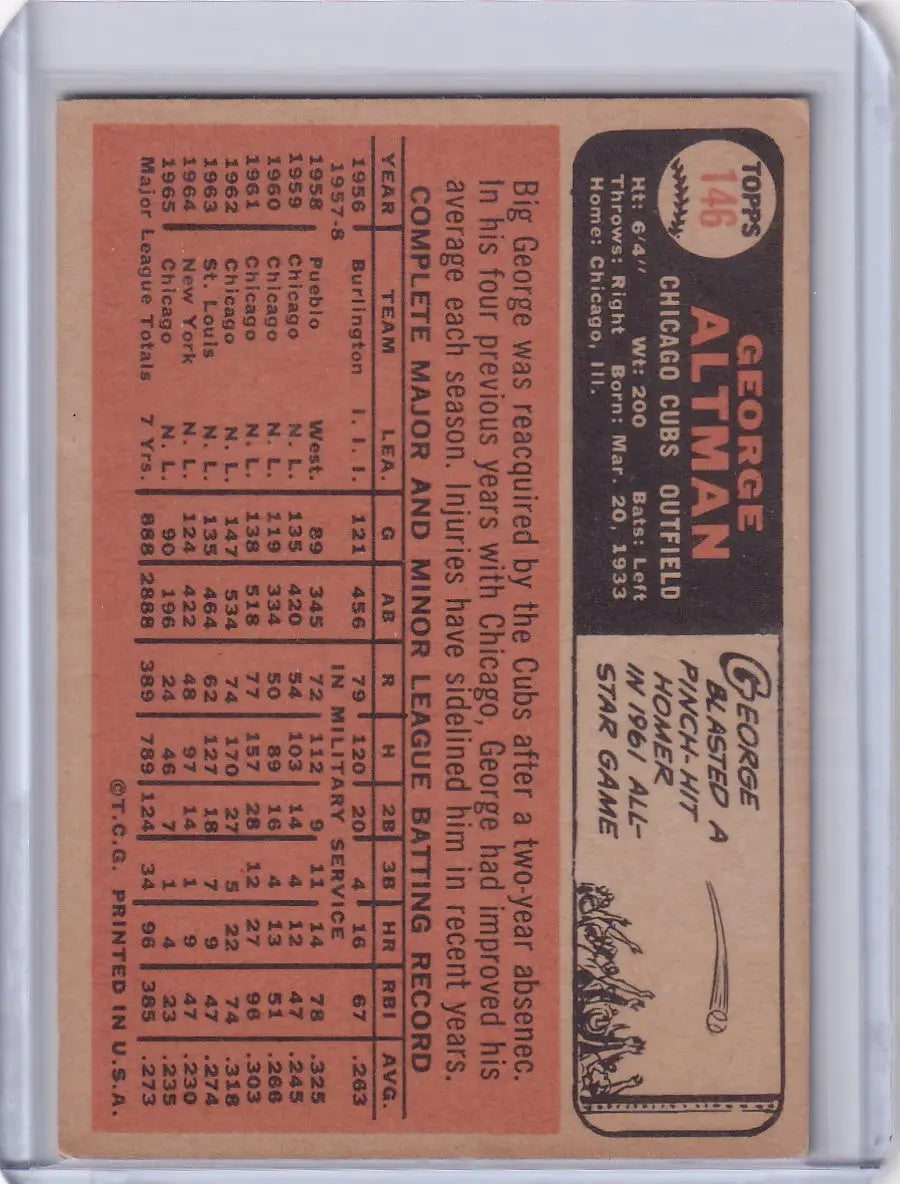 TOPPS
146
GEORGE
ALTMAN
CHICAGO CUBS OUTFIELD
Ht: 6'4" Wt: 200 Bats: Left
Throws: Right Born: Mar. 20, 1933
Home: Chicago, Ill.
GEORGE
BLASTED A
PINCH-HIT
HOMER
IN 1961 ALL-
STAR GAME
Big George was reacquired by the Cubs after a two-year absenec.
In his four previous years with Chicago, George had improved his
average each season. Injuries have sidelined him in recent years.
COMPLETE MAJOR AND MINOR LEAGUE BATTING RECORD
YEAR TEAM LEA. G AB R H 2B 3B HR RBI AVG.
1956 Burlington I. I. I. 121 456 79 120 20 4 16 67 .263
1957-8 IN MILITARY SERVICE
1958 Pueblo West. 89 345 72 112 9 11 14 78 .325
1959 Chicago N. L. 135 420 54 103 14 4 12 47 .245
1960 Chicago N. L. 119 334 50 89 16 4 13 51 .266
1961 Chicago N. L. 138 518 77 157 28 12 27 96 .303
1962 Chicago N. L. 147 534 74 170 27 5 22 74 .318
1963 St. Louis N. L. 135 464 62 127 18 7 9 47 .274
1964 New York N. L. 124 422 48 97 14 1 9 47 .230
1965 Chicago N. L. 90 196 24 46 7 1 4 23 .235
Major League Totals 7 Yrs. 888 2888 389 789 124 34 96 385 .273
©T.C.G. PRINTED IN U.S.A.